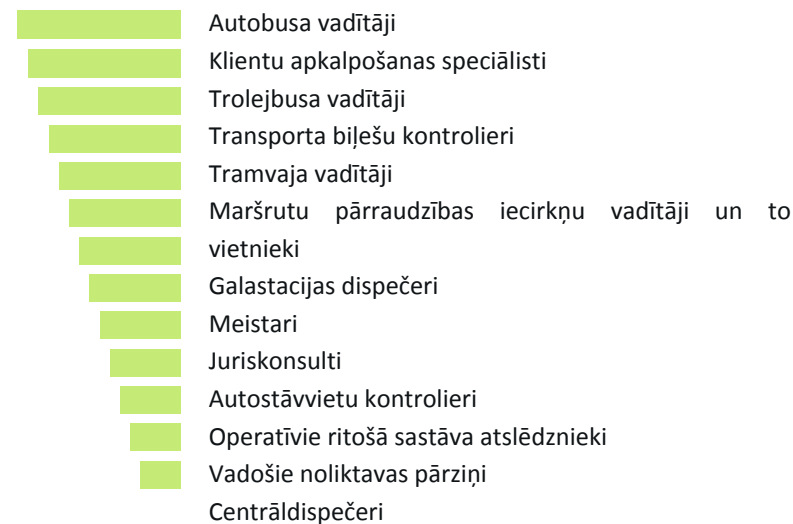 Autobusa vadītāji
Klientu apkalpošanas speciālisti
Trolejbusa vadītāji
Transporta biļešu kontrolieri
Tramvaja vadītāji
Maršrutu pārraudzības iecirkņu vadītāji un to
vietnieki
Galastacijas dispečeri
Meistari
Juriskonsulti
Autostāvvietu kontrolieri
Operatīvie ritošā sastāva atslēdznieki
Vadošie noliktavas pārziņi
Centrāldispečeri